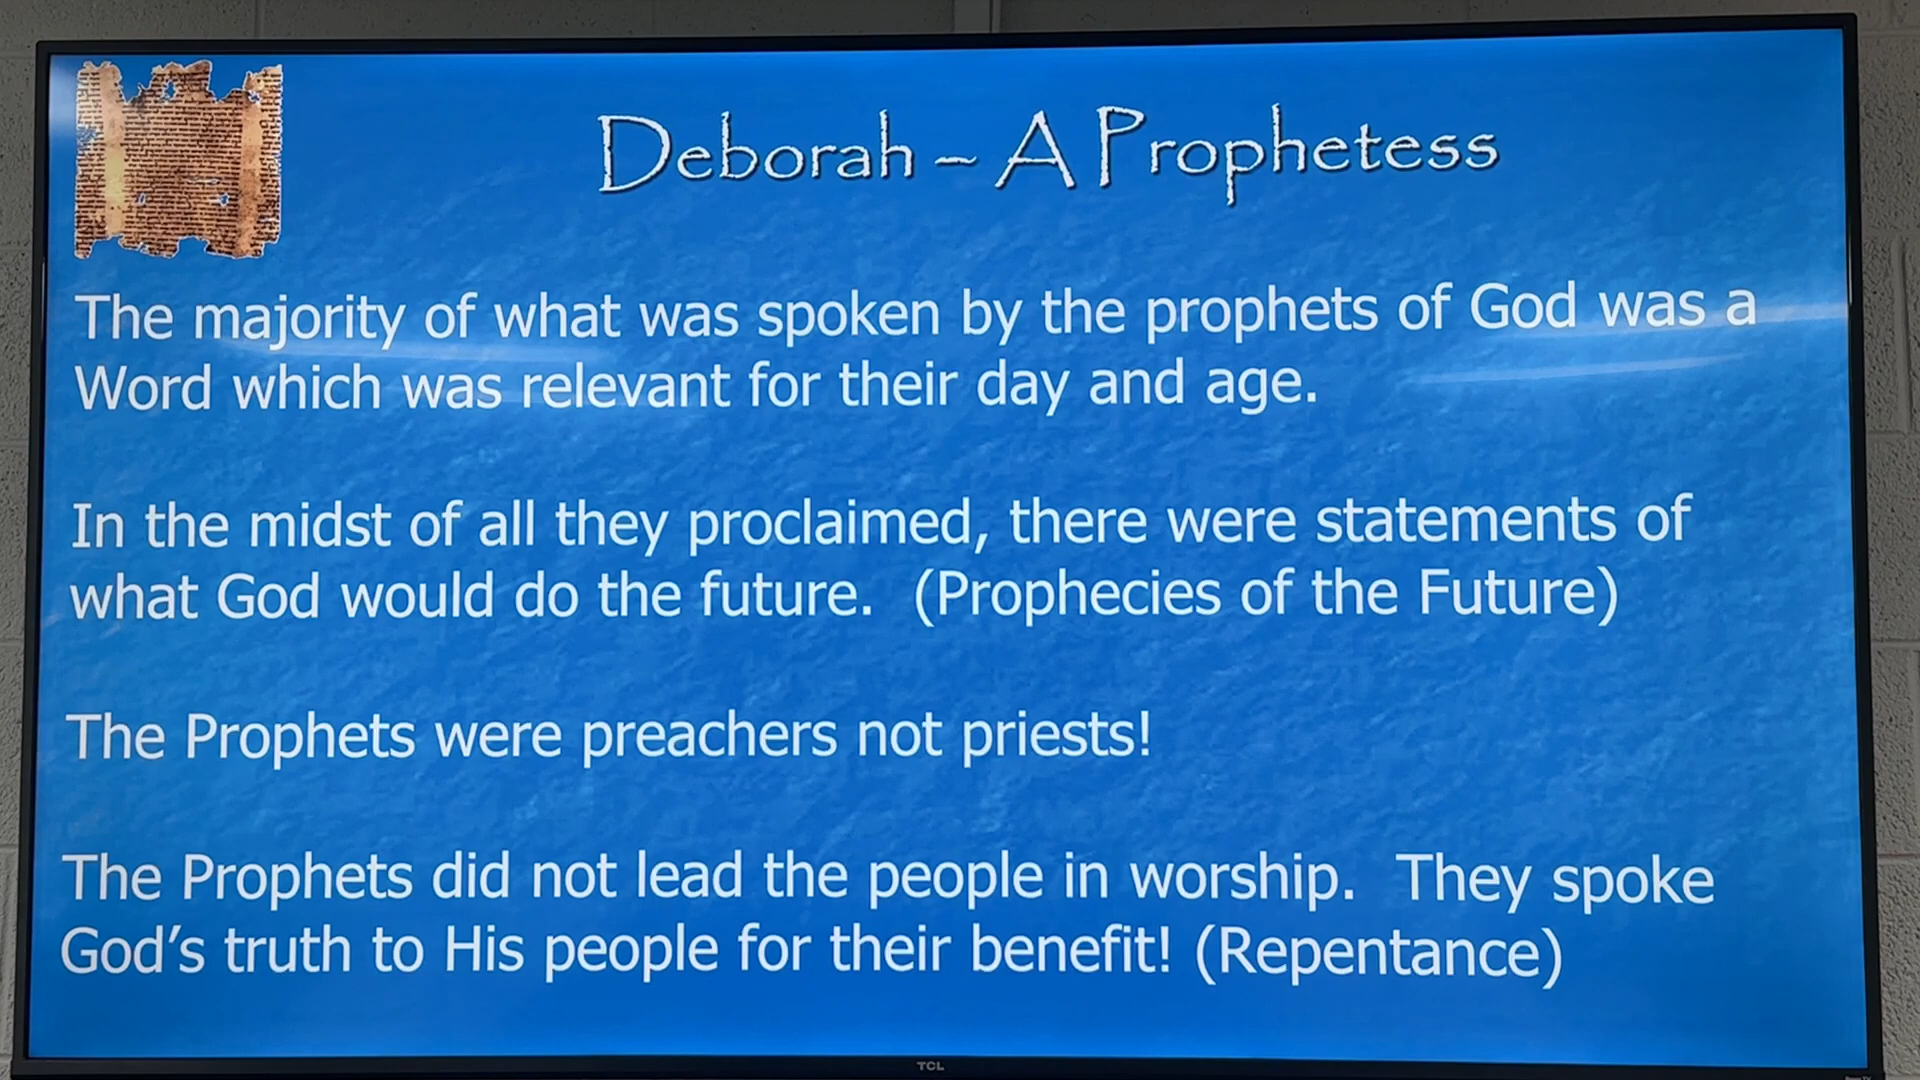 Deborah – A Prophetess
The majority of what was spoken by the prophets of God was a
Word which was relevant for their day and age.
In the midst of all they proclaimed, there were statements of
what God would do the future.  (Prophecies of the Future)
The Prophets were preachers not priests!
The Prophets did not lead the people in worship.  They spoke
God’s truth to His people for their benefit! (Repentance)
TCL